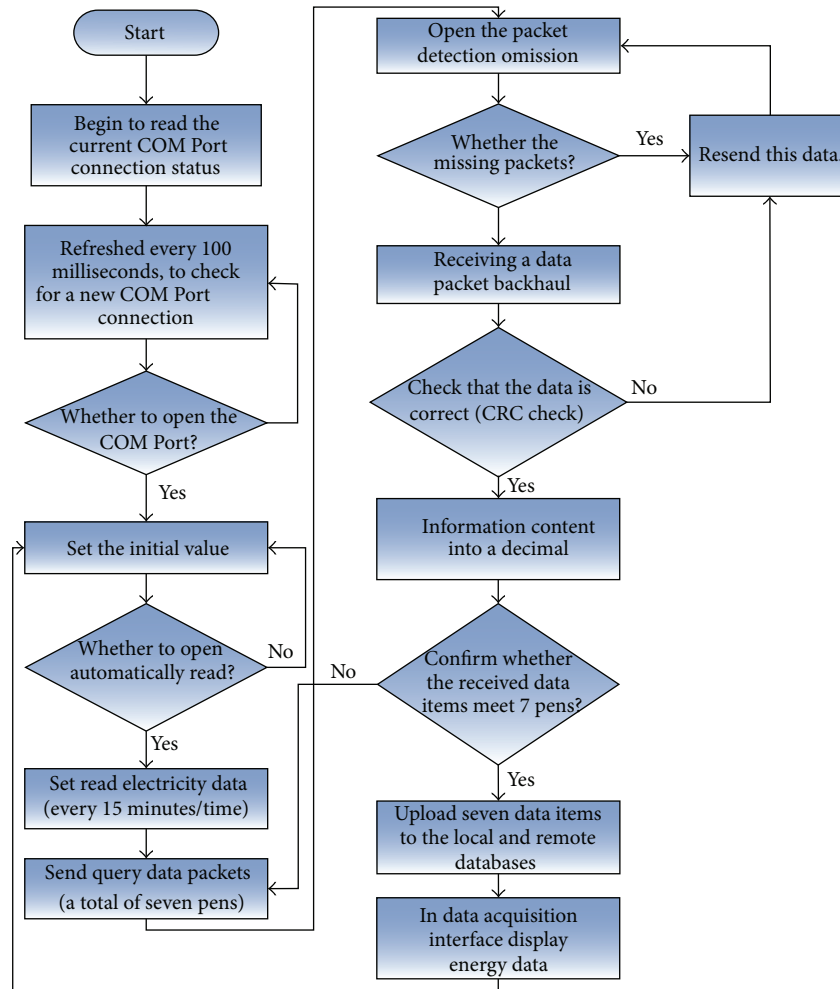 Start
Begin to read the
current COM Port
connection status
Refreshed every 100
milliseconds, to check
for a new COM Port
connection
Whether to open the
COM Port?
Yes
Set the initial value
Whether to open
automatically read?
No
Yes
Set read electricity data
(every 15 minutes/time)
Send query data packets
(a total of seven pens)
Open the packet
detection omission
Whether the
missing packets?
Yes
Resend this data.
Receiving a data
packet backhaul
Check that the data is
correct (CRC check)
No
Yes
Information content
into a decimal
Confirm whether
the received data
items meet 7 pens?
No
Yes
Upload seven data items
to the local and remote
databases
In data acquisition
interface display
energy data